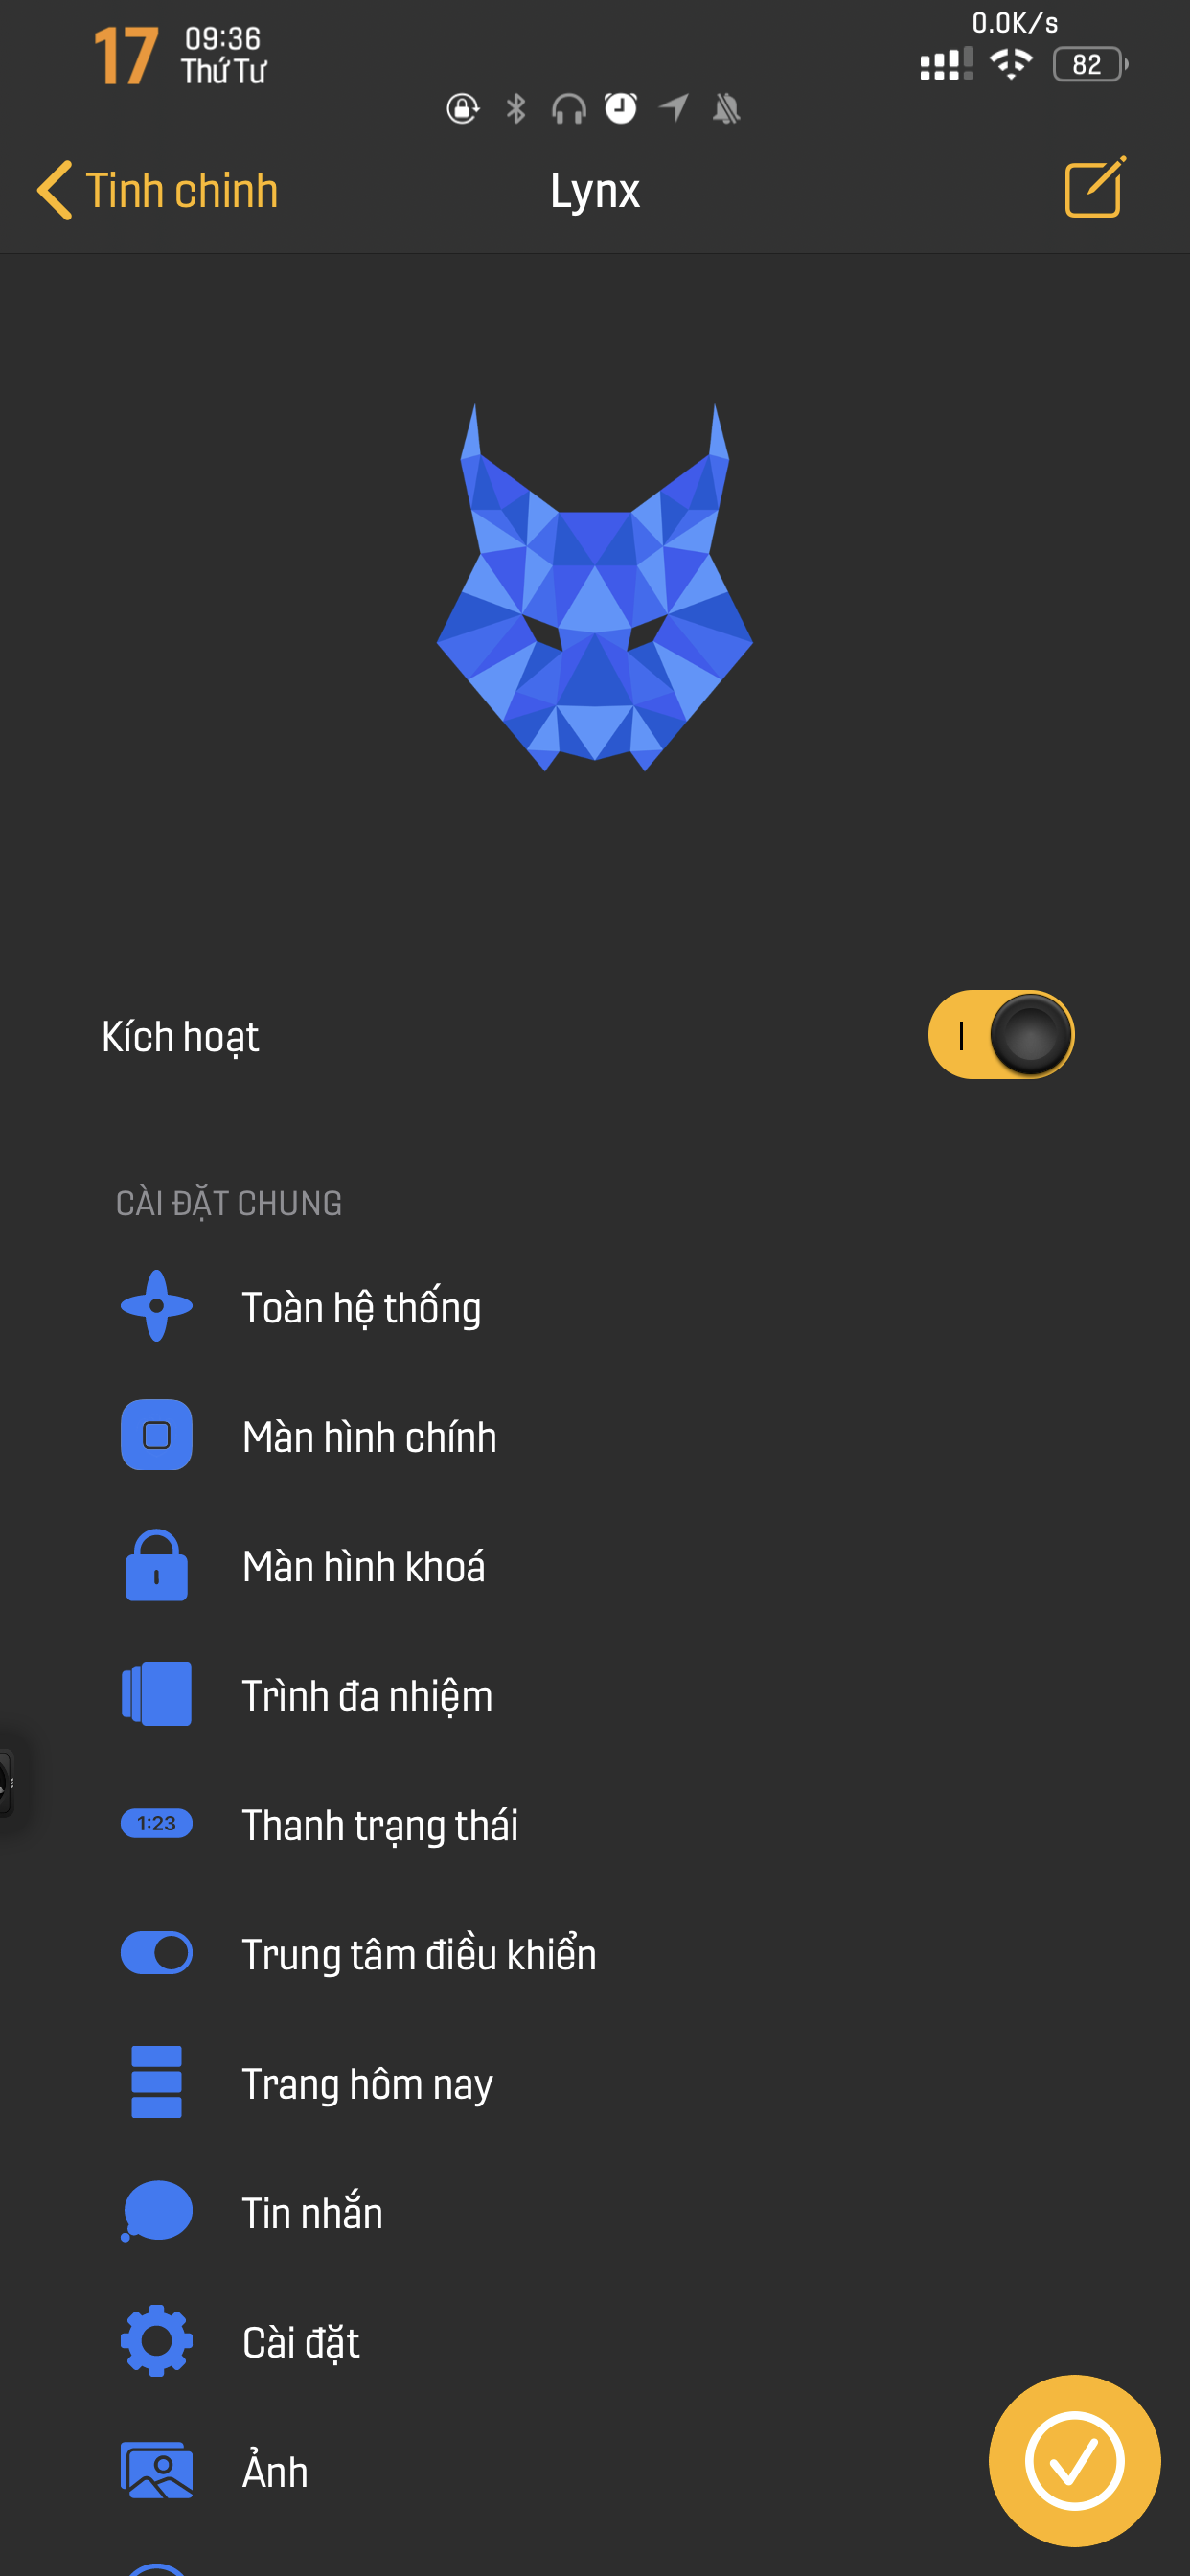 17
09:36
Thứ Tư
0.0K/s
82
Tinh chinh
Lynx
Kích hoạt
CÀI ĐẶT CHUNG
Toàn hệ thống
Màn hình chính
Màn hình khoá
Trình đa nhiệm
1:23
Thanh trạng thái
Trung tâm điều khiển
Trang hôm nay
Tin nhắn
Cài đặt
Ảnh